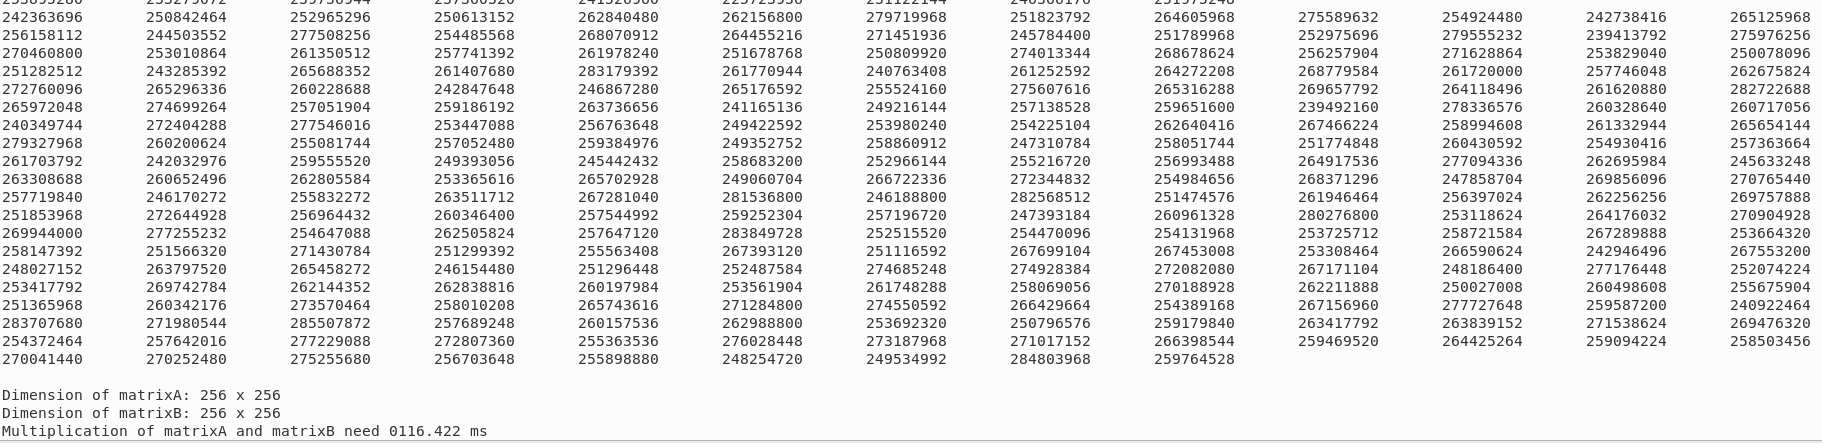 242363696 250842464 252965296 250613152 262840480 262156800 279719968 251823792 264605968 275589632 254924480 242738416 265125968
256158112 244503552 277508256 254485568 268070912 264455216 271451936 245784400 251789968 252975696 279555232 239413792 275976256
270460800 253010864 261350512 257741392 261978240 251678768 250809920 274013344 268678624 256257904 271628864 253829040 250078096
251282512 243285392 265688352 261407680 283179392 261770944 240763408 261252592 264272208 268779584 261720000 257746048 262675824
272760096 265296336 260228688 242847648 246867280 265176592 255524160 275607616 265316288 269657792 264118496 261620880 282722688
265972048 274699264 257051904 259186192 263736656 241165136 249216144 257138528 259651600 239492160 278336576 260328640 260717056
240349744 272404288 277546016 253447088 256763648 249422592 253980240 254225104 262640416 267466224 258994608 261332944 265654144
279327968 260200624 255081744 257052480 259384976 249352752 258860912 247310784 258051744 251774848 260430592 254930416 257363664
261703792 242032976 259555520 249393056 245442432 258683200 252966144 255216720 256993488 264917536 277094336 262695984 245633248
263308688 260652496 262805584 253365616 265702928 249060704 266722336 272344832 254984656 268371296 247858704 269856096 270765440
257719840 246170272 255832272 263511712 267281040 281536800 246188800 282568512 251474576 261946464 256397024 262256256 269757888
251853968 272644928 256964432 260346400 257544992 259252304 257196720 247393184 260961328 280276800 253118624 264176032 270904928
269944000 277255232 254647088 262505824 257647120 283849728 252515520 254470096 254131968 253725712 258721584 267289888 253664320
258147392 251566320 271430784 251299392 255563408 267393120 251116592 267699104 267453008 253308464 266590624 242946496 267553200
248027152 263797520 265458272 246154480 251296448 252487584 274685248 274928384 272082080 267171104 248186400 277176448 252074224
253417792 269742784 262144352 262838816 260197984 253561904 261748288 258069056 270188928 262211888 250027008 260498608 255675904
251365968 260342176 273570464 258010208 265743616 271284800 274550592 266429664 254389168 267156960 277727648 259587200 240922464
283707680 271980544 285507872 257689248 260157536 262988800 253692320 250796576 259179840 263417792 263839152 271538624 269476320
254372464 257642016 277229088 272807360 255363536 276028448 273187968 271017152 266398544 259469520 264425264 259094224 258503456
270041440 270252480 275255680 256703648 255898880 248254720 249534992 284803968 259764528
Dimension of matrixA: 256 x 256
Dimension of matrixB: 256 x 256
Multiplication of matrixA and matrixB need 0116.422 ms